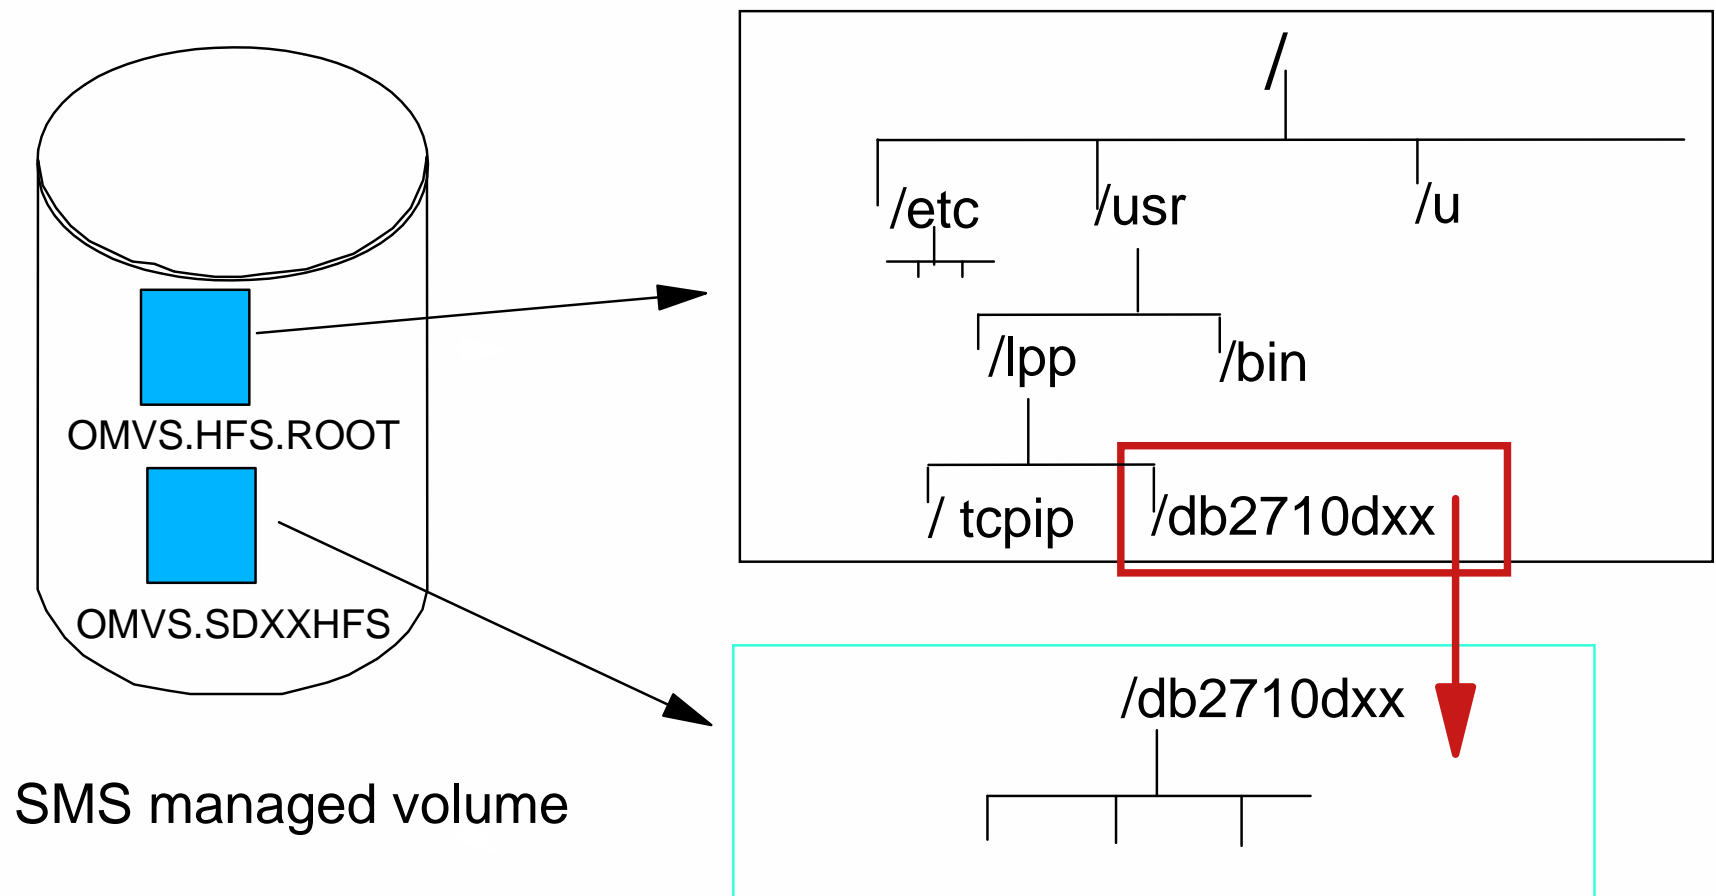 /
/etc /usr /u
/lpp /bin
OMVS.HFS.ROOT
/ tcpip /db2710dxx
OMVS.SDXXHFS
/db2710dxx
SMS managed volume